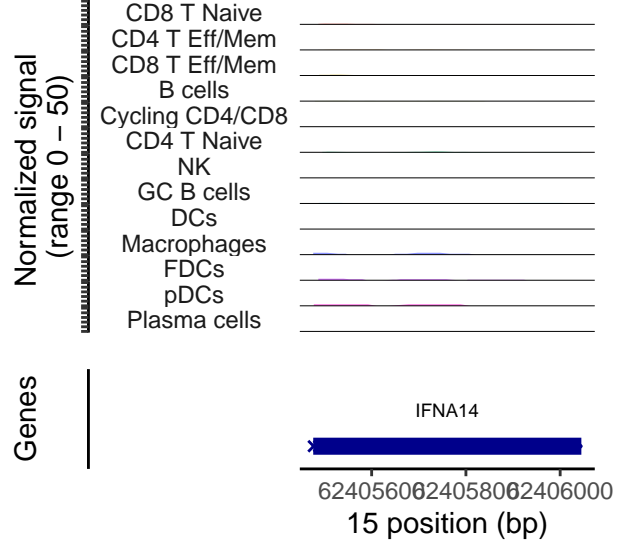 Normalized signal
(range 0 − 50)
CD8 T Naive
CD4 T Eff/Mem
CD8 T Eff/Mem
B cells
Cycling CD4/CD8
CD4 T Naive
NK
GC B cells
DCs
Macrophages
FDCs
pDCs
Plasma cells
Genes
IFNA14
62405600 62405800 62406000
15 position (bp)